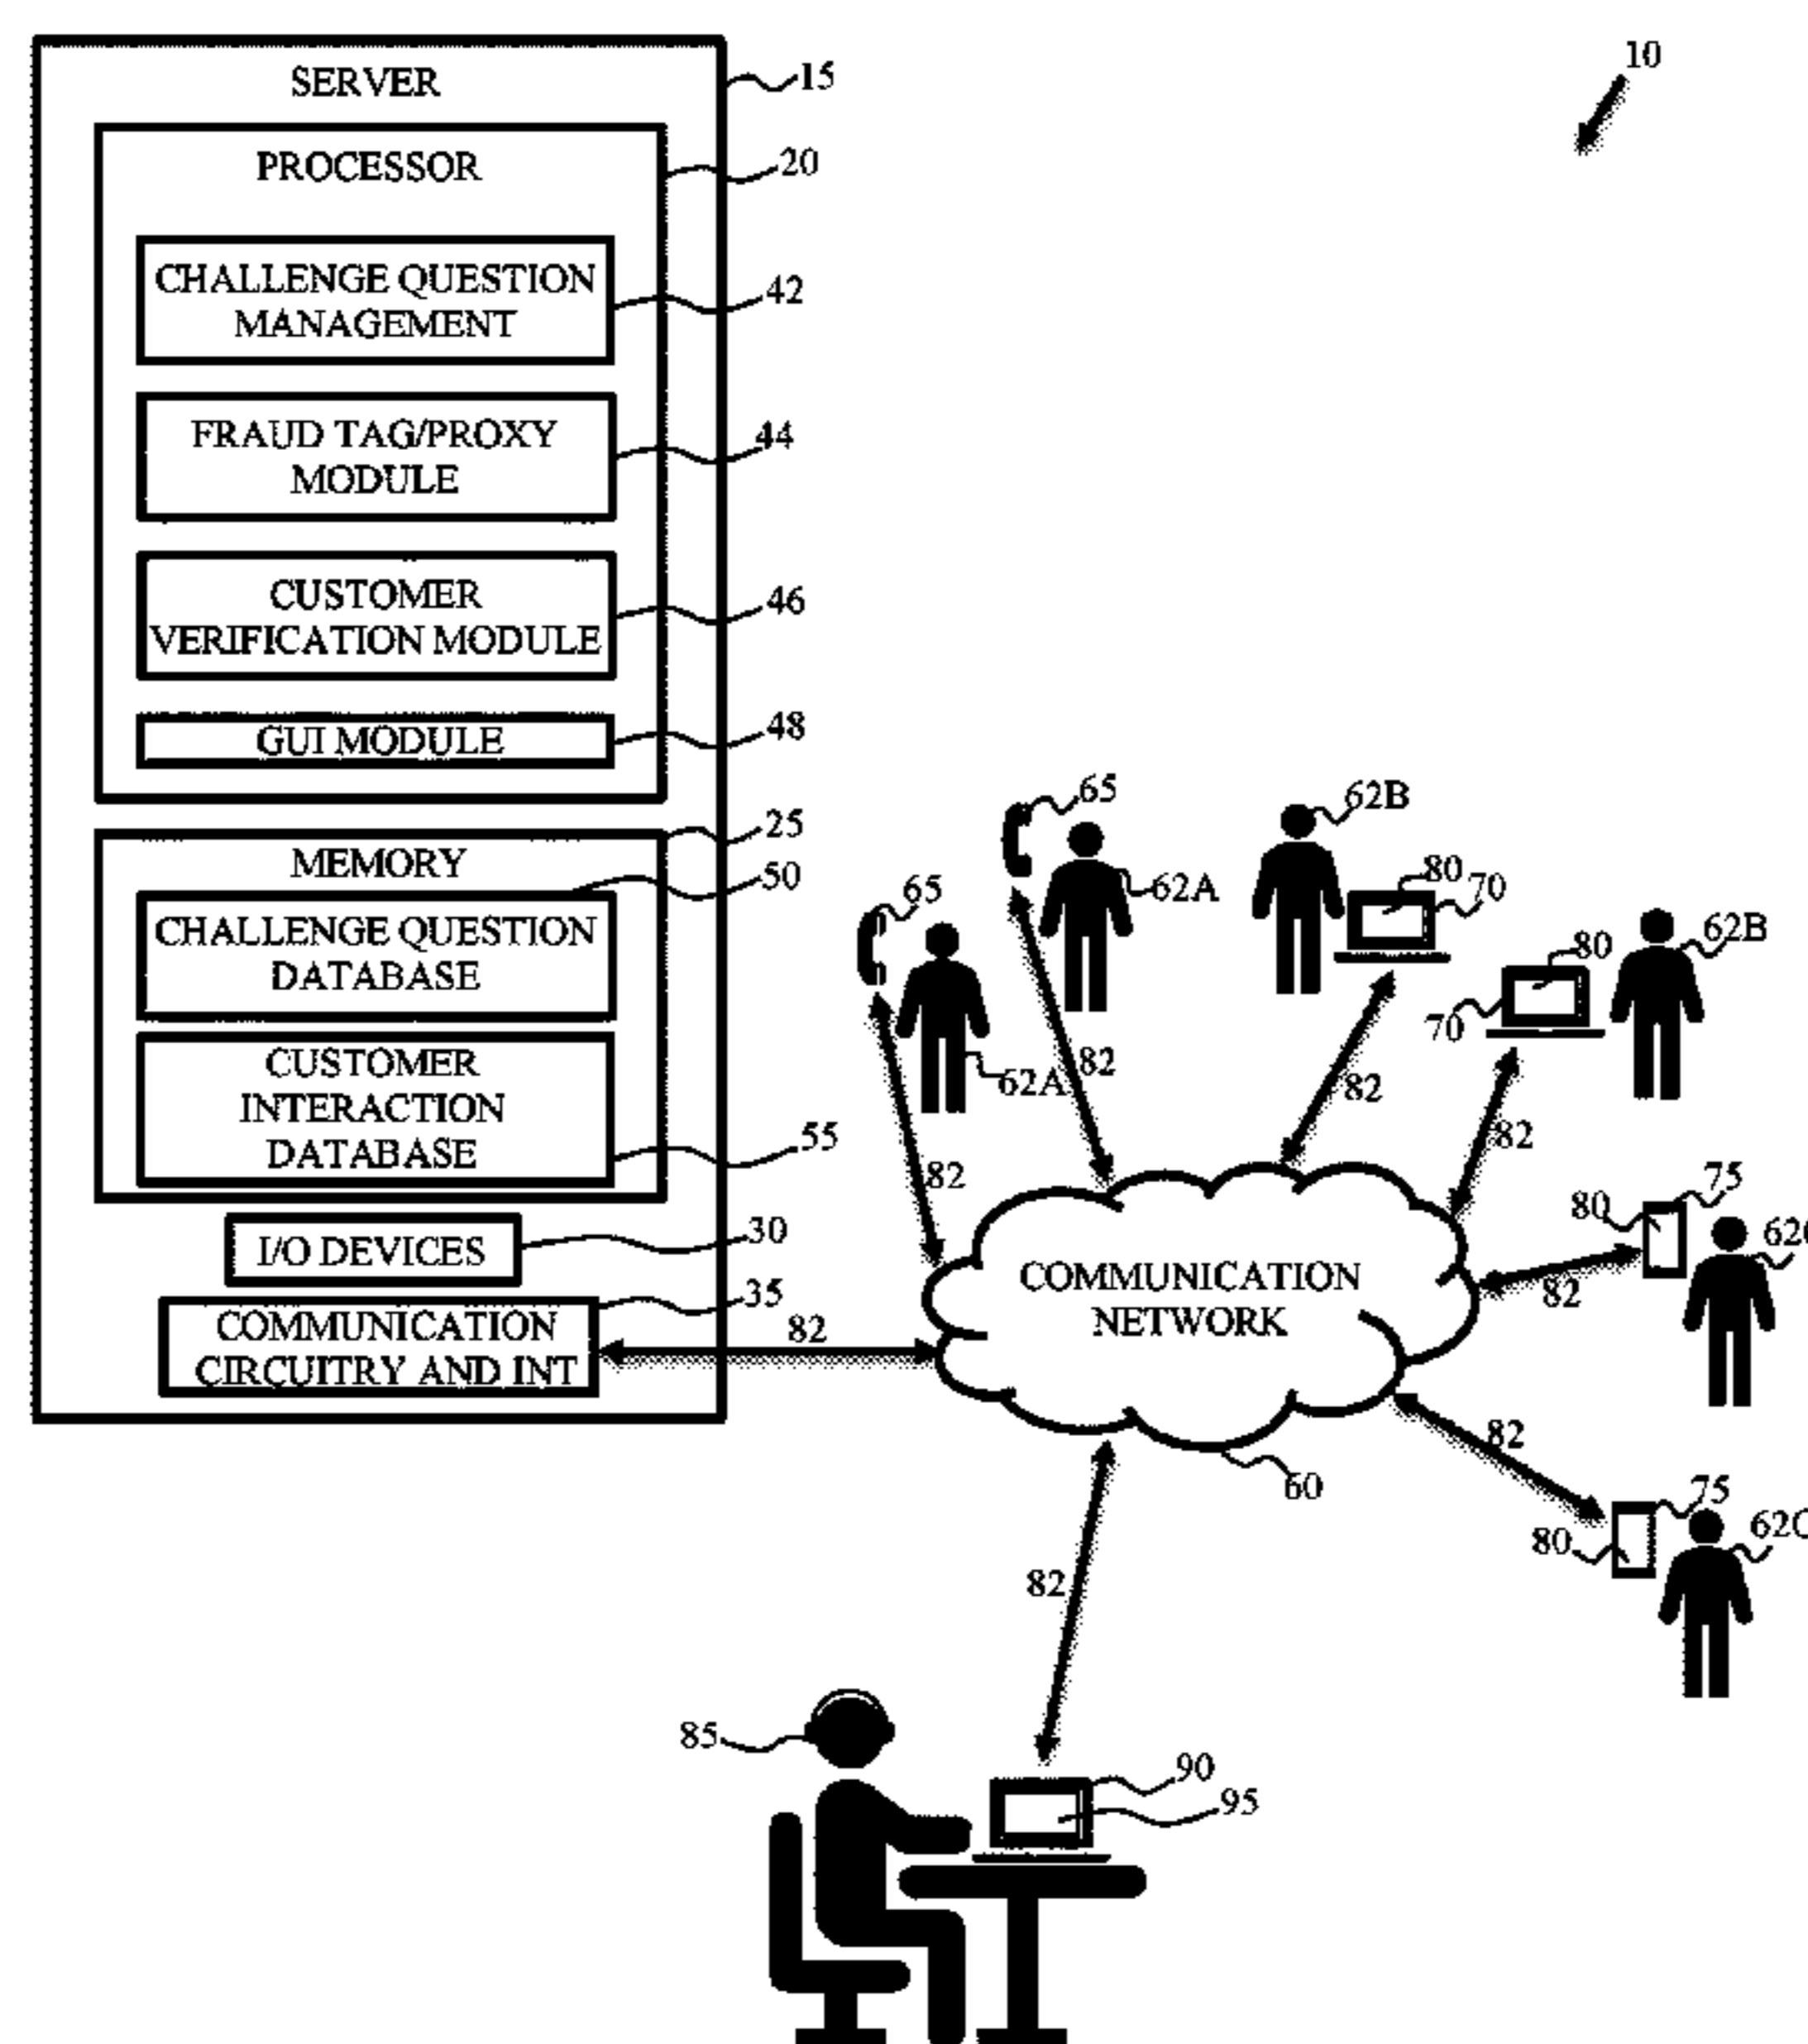 10
SERVER
15
PROCESSOR
20
CHALLENGE QUESTION
MANAGEMENT
42
FRAUD TAG/PROXY
MODULE
44
CUSTOMER
VERIFICATION MODULE
46
GUI MODULE
48
MEMORY
25
50
CHALLENGE QUESTION
DATABASE
CUSTOMER
INTERACTION
DATABASE
55
I/O DEVICES
30
COMMUNICATION
CIRCUITRY AND INT
35
82
65
62A
65
62A
82
82
62B
80
70
82
80
62B
70
82
75
80
62C
82
COMMUNICATION
NETWORK
60
82
75
80
62C
82
85
90
95